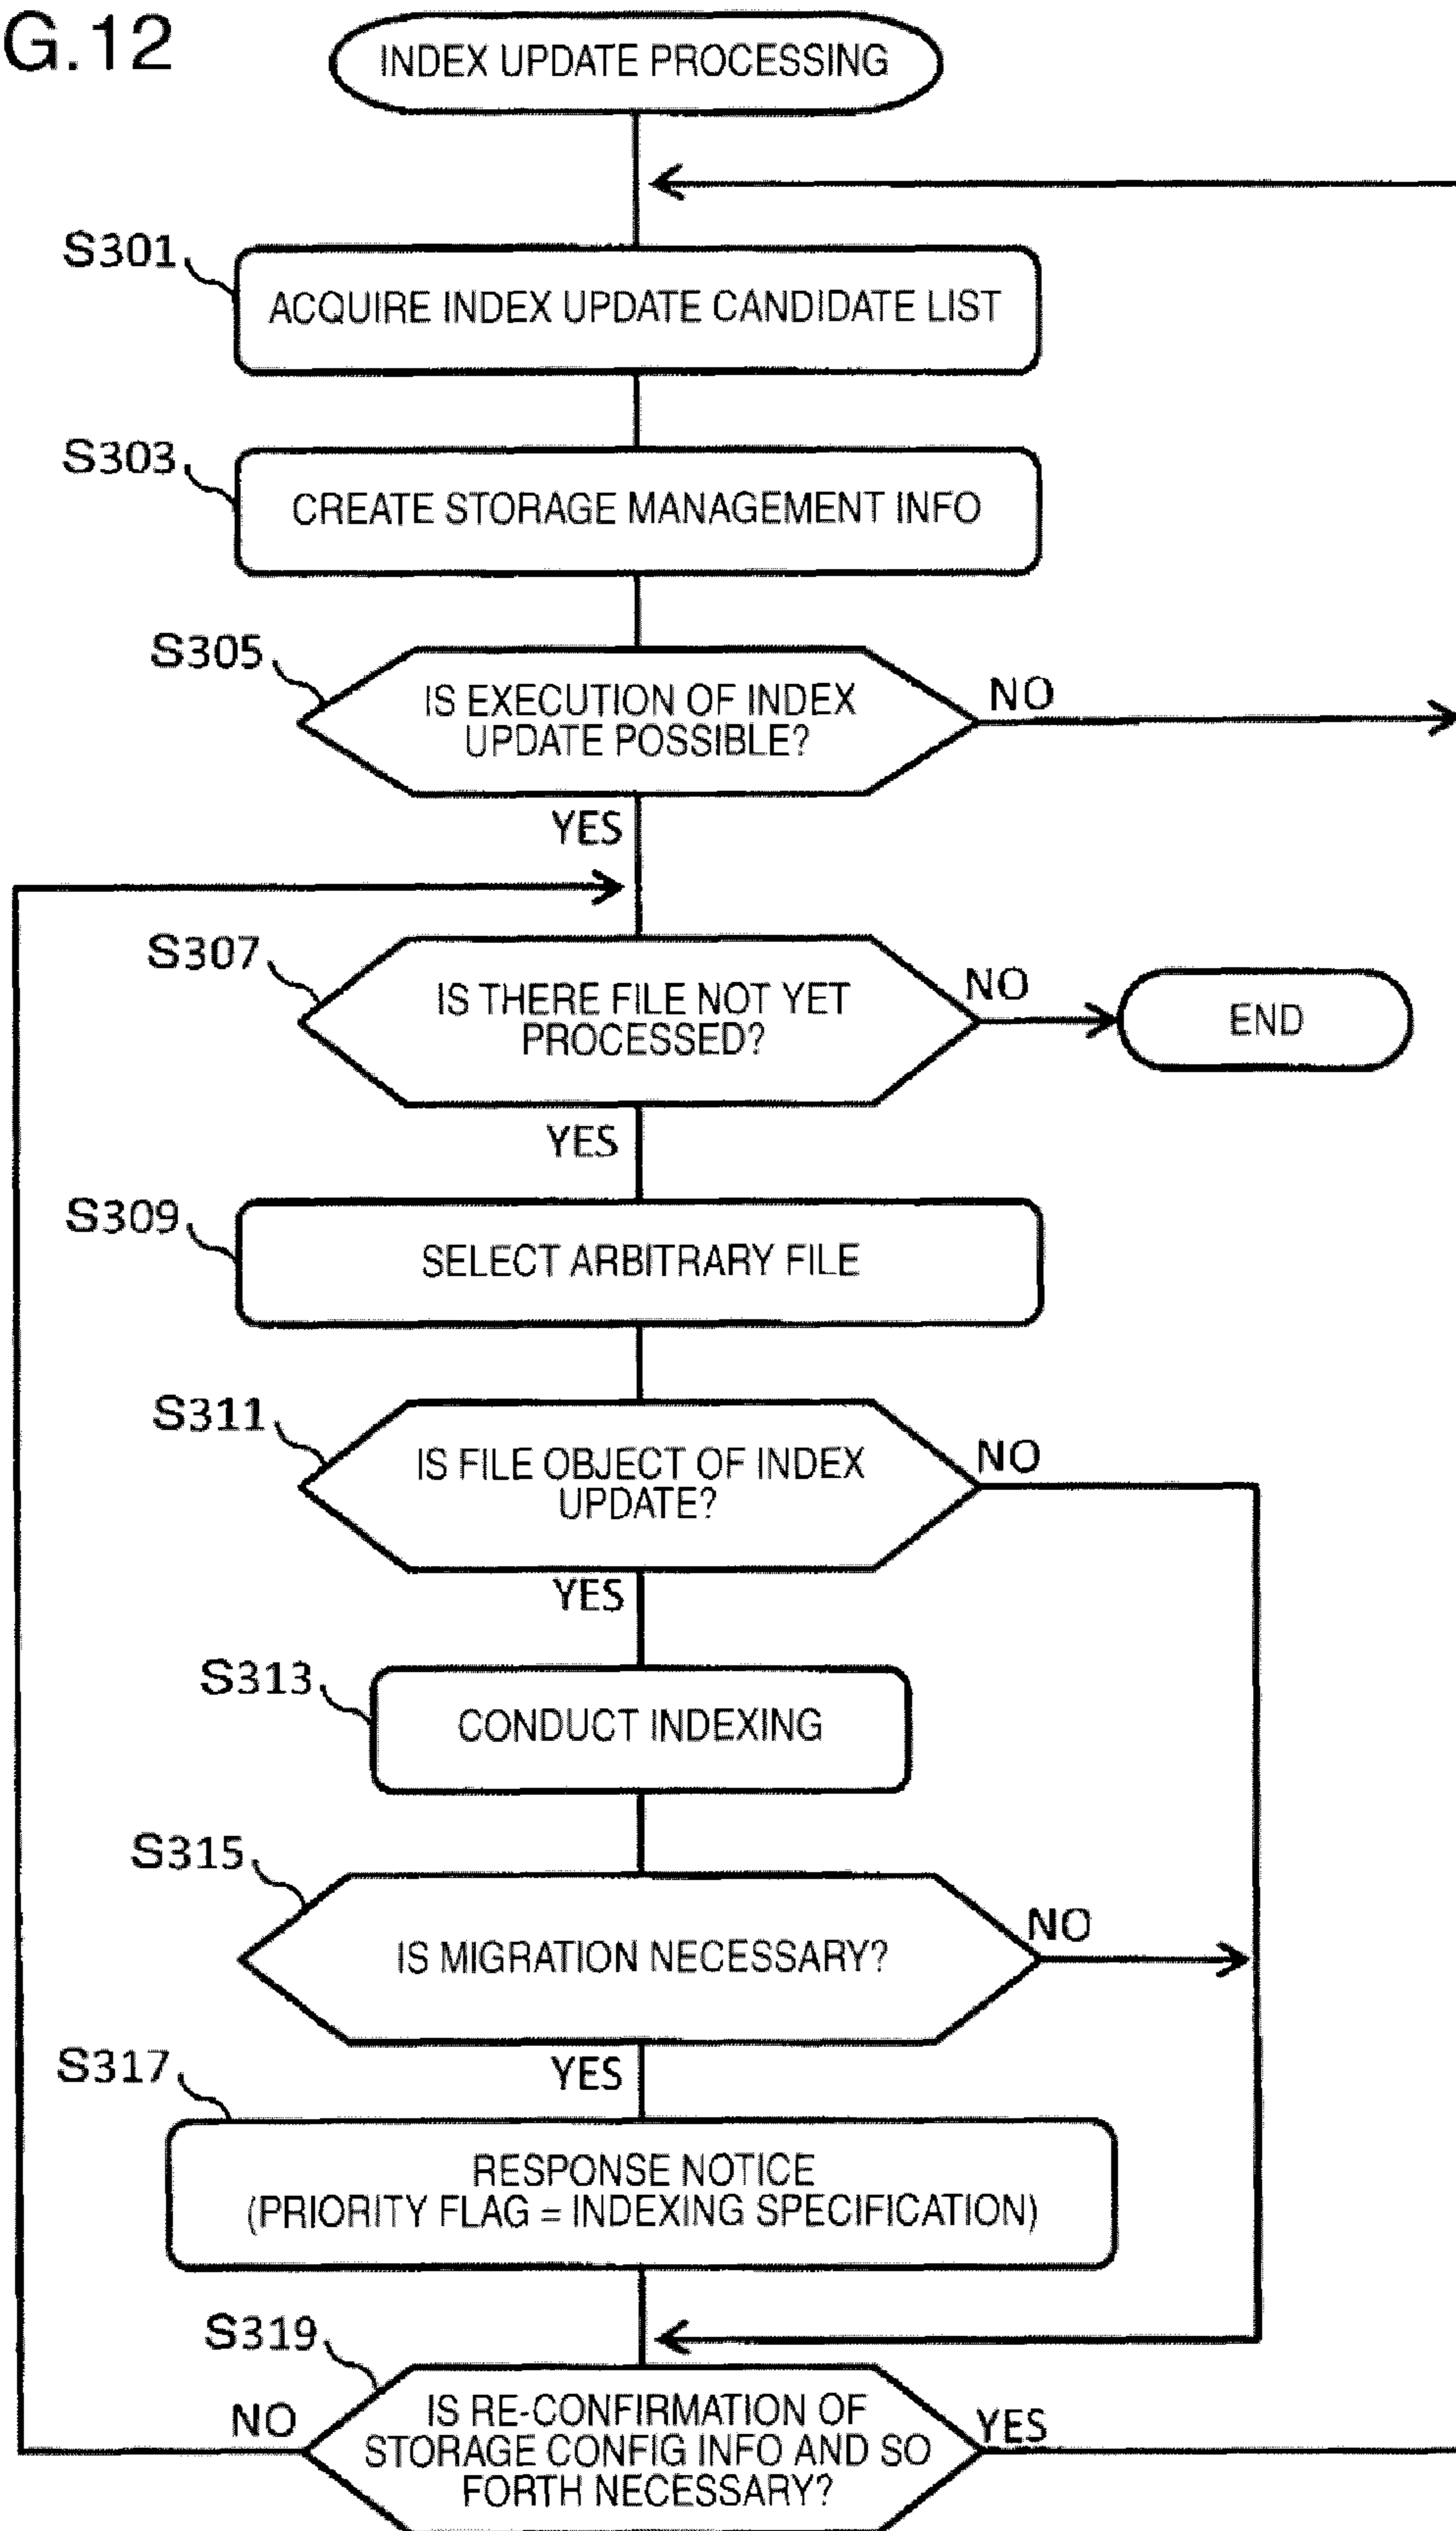 G.12
INDEX UPDATE PROCESSING
S301
ACQUIRE INDEX UPDATE CANDIDATE LIST
S303
CREATE STORAGE MANAGEMENT INFO
S305
IS EXECUTION OF INDEX
UPDATE POSSIBLE?
NO
YES
S307
IS THERE FILE NOT YET
PROCESSED?
NO
END
YES
S309
SELECT ARBITRARY FILE
S311
IS FILE OBJECT OF INDEX
UPDATE?
NO
YES
S313
CONDUCT INDEXING
S315
IS MIGRATION NECESSARY?
NO
YES
S317
RESPONSE NOTICE
(PRIORITY FLAG = INDEXING SPECIFICATION)
S319
NO
IS RE-CONFIRMATION OF
STORAGE CONFIG INFO AND SO
FORTH NECESSARY?
YES